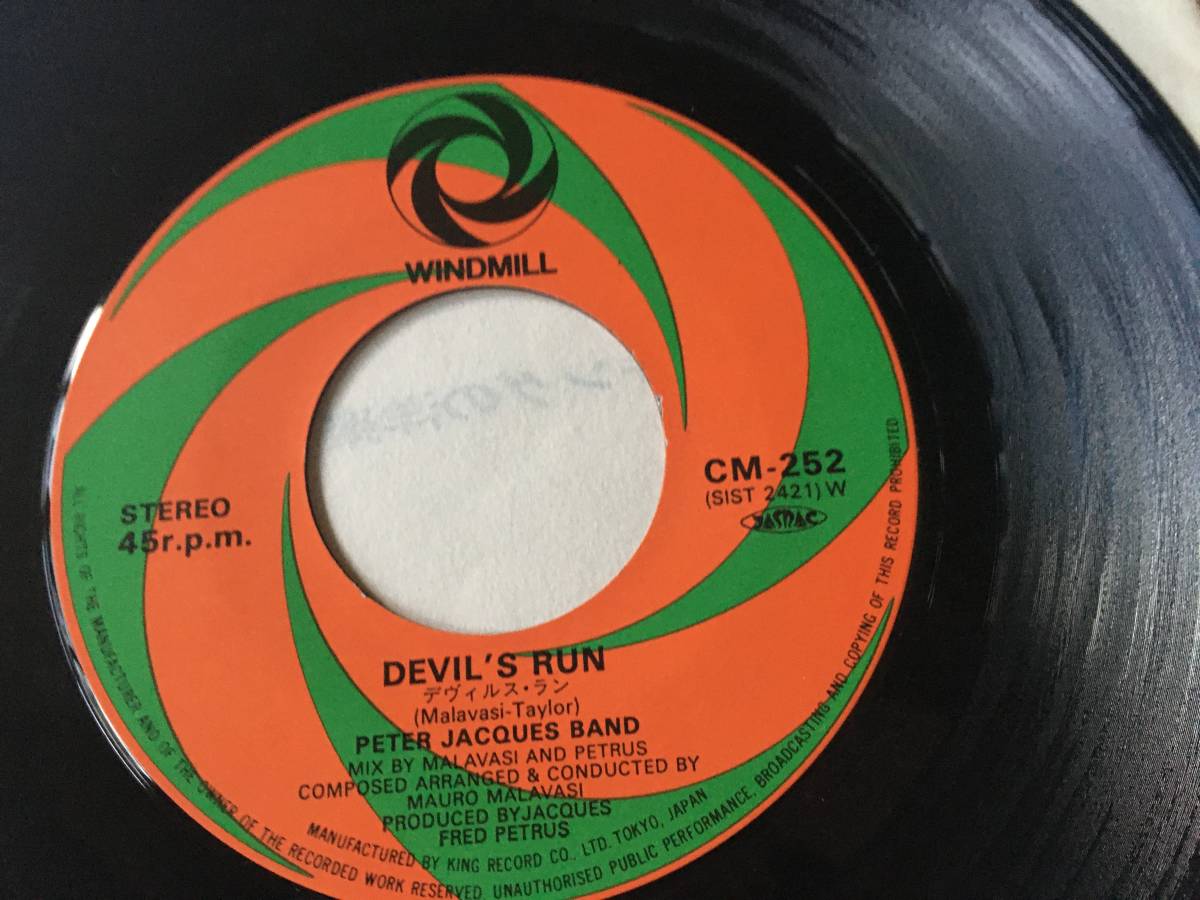 WINDMILL
STEREO
45r.p.m.
CM-252
(SIST 2421) W
DEVIL'S RUN
デヴィルス・ラン
(Malavasi-Taylor)
PETER JACQUES BAND
MIX BY MALAVASI AND PETRUS
COMPOSED ARRANGED & CONDUCTED BY
MAURO MALAVASI
PRODUCED BYJACQUES
FRED PETRUS
MANUFACTURED BY KING RECORD CO., LTD. TOKYO, JAPAN
ALL RIGHTS OF THE MANUFACTURER AND OF THE OWNER OF THE RECORDED WORK RESERVED. UNAUTHORISED PUBLIC PERFORMANCE, BROADCASTING AND COPYING OF THIS RECORD PROHIBITED